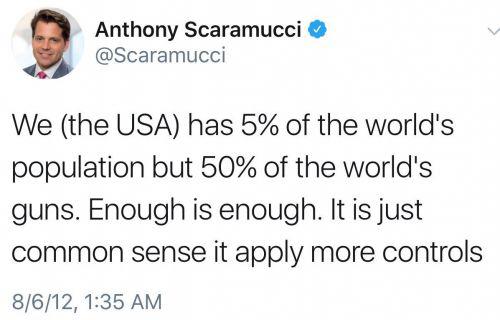 Anthony Scaramucci
@Scaramucci
We (the USA) has 5% of the world's
population but 50% of the world's
guns. Enough is enough. It is just
common sense it apply more controls
8/6/12, 1:35 AM